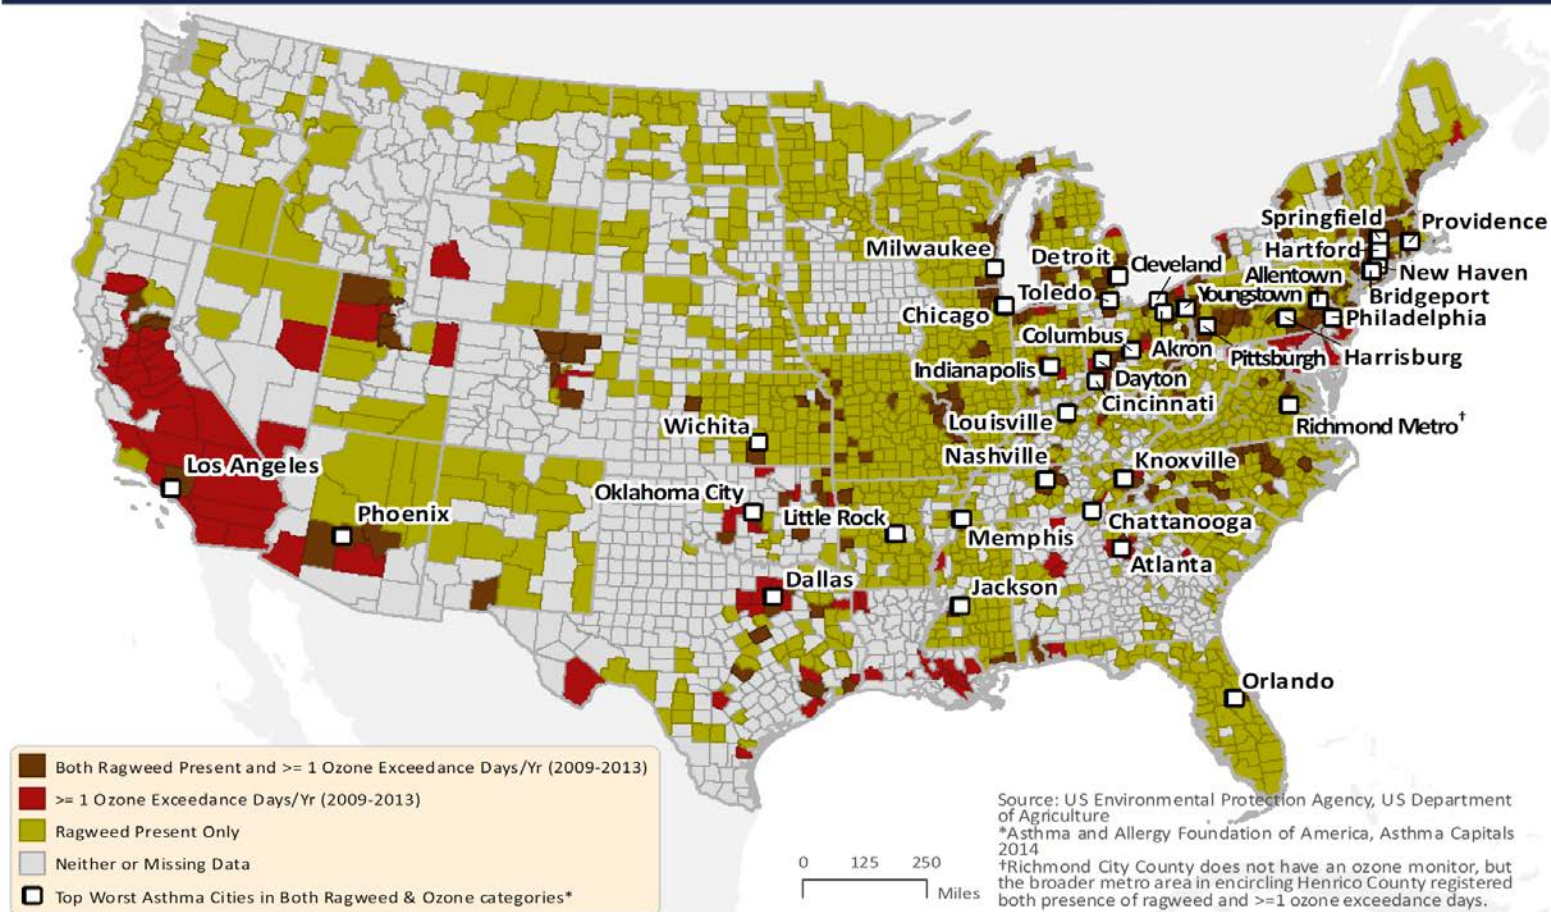 Springfield
Providence
Milwaukee
Detroit
Cleveland
Hartford
Allentown
New Haven
Toledo
Youngstown
Bridgeport
Chicago
Philadelphia
Columbus
Akron
Pittsburgh
Harrisburg
Indianapolis
Dayton
Cincinnati
Louisville
Richmond Metro†
Wichita
Nashville
Knoxville
Los Angeles
Oklahoma City
Phoenix
Little Rock
Memphis
Chattanooga
Atlanta
Dallas
Jackson
Orlando
Both Ragweed Present and >= 1 Ozone Exceedance Days/Yr (2009-2013)
>= 1 Ozone Exceedance Days/Yr (2009-2013)
Ragweed Present Only
Neither or Missing Data
Top Worst Asthma Cities in Both Ragweed & Ozone categories*
0 125 250
Miles
Source: US Environmental Protection Agency, US Department
of Agriculture
*Asthma and Allergy Foundation of America, Asthma Capitals
2014
†Richmond City County does not have an ozone monitor, but
the broader metro area in encircling Henrico County registered
both presence of ragweed and >=1 ozone exceedance days.